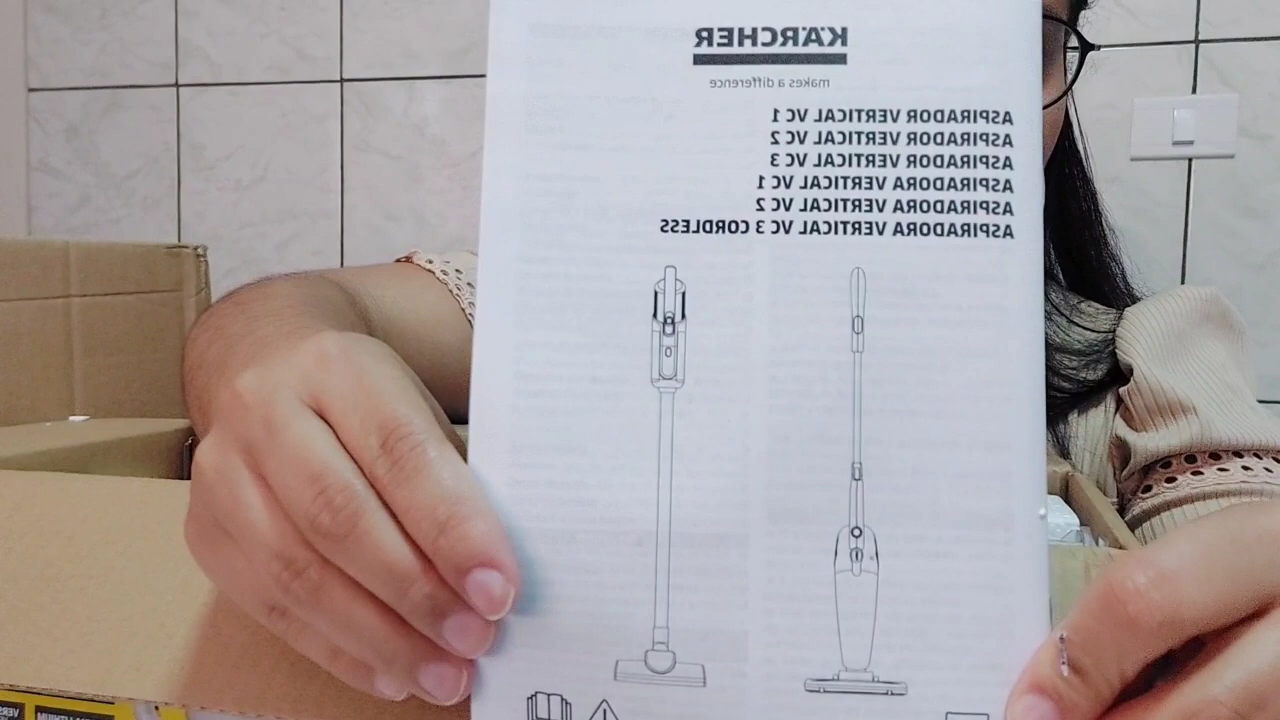 KÄRCHER
makes a difference
ASPIRADOR VERTICAL VC 1
ASPIRADOR VERTICAL VC 2
ASPIRADOR VERTICAL VC 3
ASPIRADORA VERTICAL VC 1
ASPIRADORA VERTICAL VC 2
ASPIRADORA VERTICAL VC 3 CORDLESS
LITHIUM